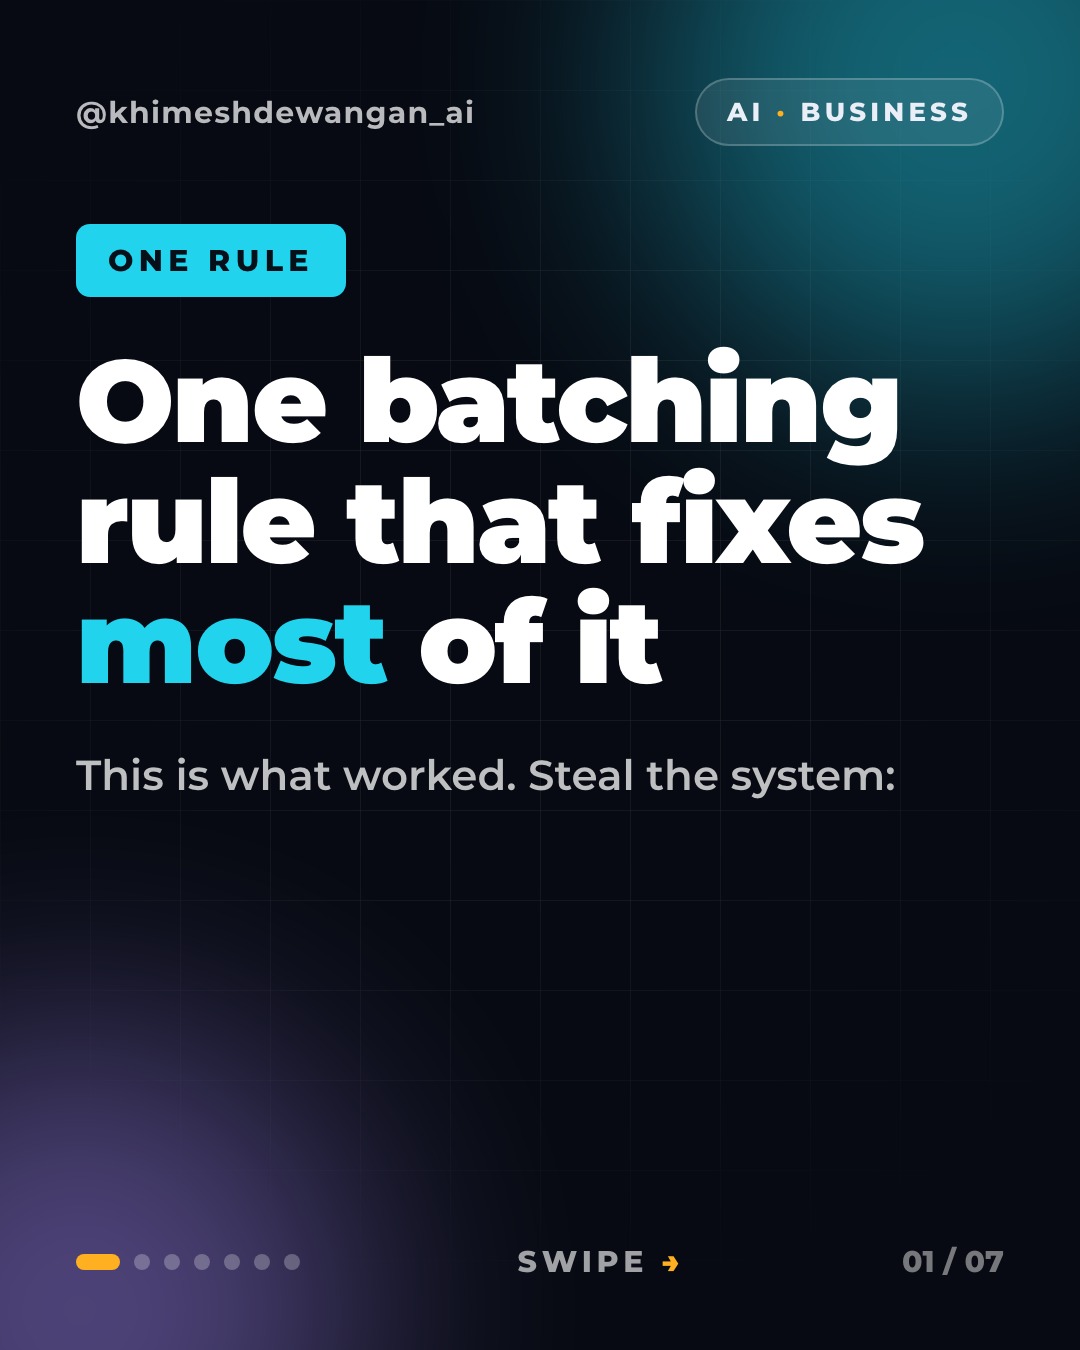 @khimeshdewangan_ai
AI · BUSINESS
ONE RULE
One batching
rule that fixes
most of it
This is what worked. Steal the system:
SWIPE →
01 / 07